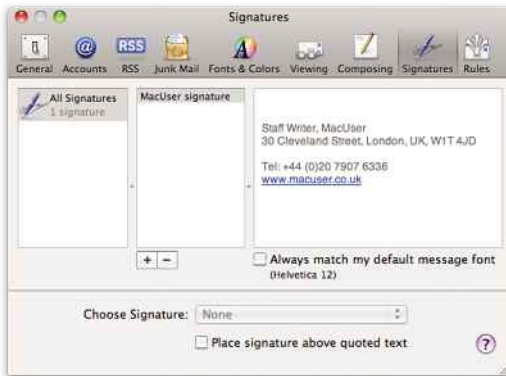 Signatures
General Accounts RSS Junk Mail Fonts & Colors Viewing Composing Signatures Rules
RSS
All Signatures
1 signature
MacUser signature
Staff Writer, MacUser
30 Cleveland Street, London, UK, W1T 4JD
Tel: +44 (0)20 7907 6336
www.macuser.co.uk
+ −
Always match my default message font
(Helvetica 12)
Choose Signature: None
Place signature above quoted text
?